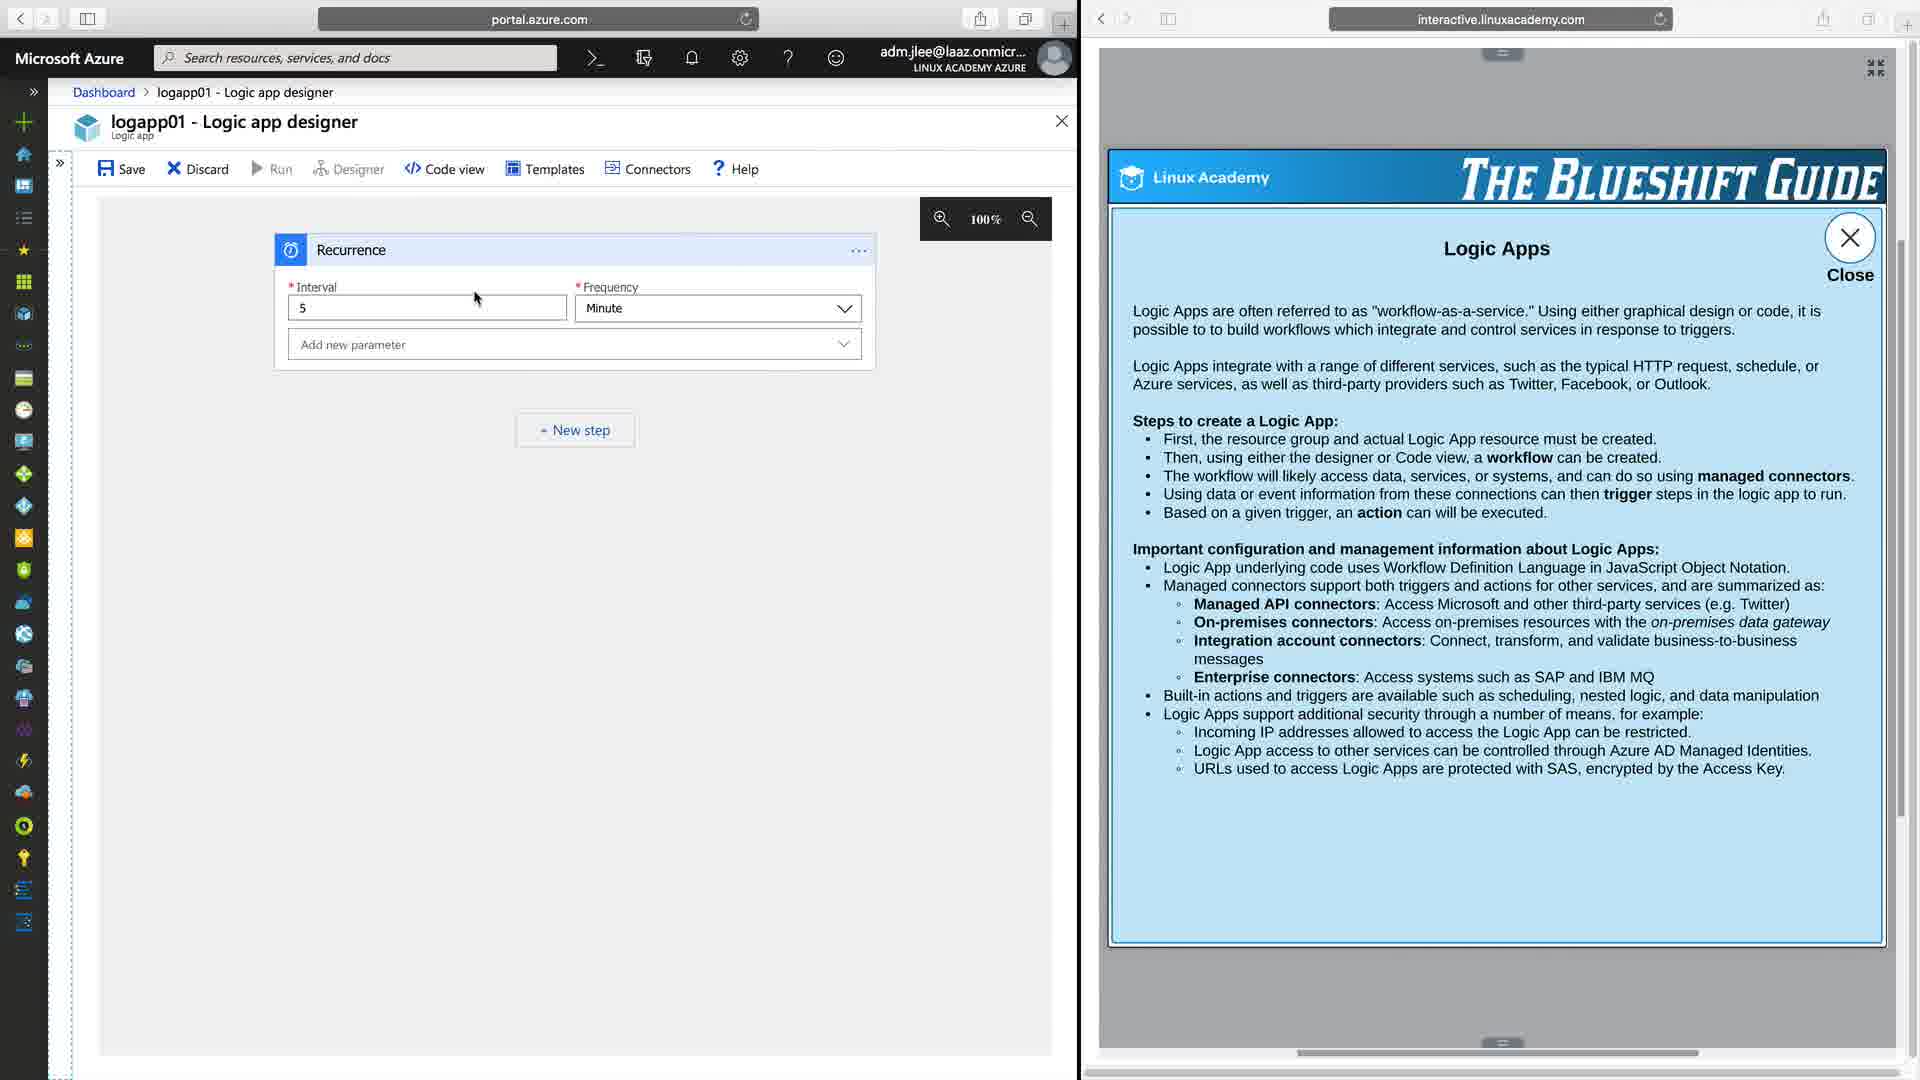 portal.azure.com
Microsoft Azure
Search resources, services, and docs
adm.jlee@laaz.onmicr...
LINUX ACADEMY AZURE
Dashboard > logapp01 - Logic app designer
logapp01 - Logic app designer
Logic app
Save
Discard
Run
Designer
Code view
Templates
Connectors
Help
100%
Recurrence
* Interval
* Frequency
5
Minute
Add new parameter
+ New step
interactive.linuxacademy.com
Linux Academy
THE BLUESHIFT GUIDE
Logic Apps
Close
Logic Apps are often referred to as "workflow-as-a-service." Using either graphical design or code, it is
possible to to build workflows which integrate and control services in response to triggers.
Logic Apps integrate with a range of different services, such as the typical HTTP request, schedule, or
Azure services, as well as third-party providers such as Twitter, Facebook, or Outlook.
Steps to create a Logic App:
• First, the resource group and actual Logic App resource must be created.
• Then, using either the designer or Code view, a workflow can be created.
• The workflow will likely access data, services, or systems, and can do so using managed connectors.
• Using data or event information from these connections can then trigger steps in the logic app to run.
• Based on a given trigger, an action can will be executed.
Important configuration and management information about Logic Apps:
• Logic App underlying code uses Workflow Definition Language in JavaScript Object Notation.
• Managed connectors support both triggers and actions for other services, and are summarized as:
◦ Managed API connectors: Access Microsoft and other third-party services (e.g. Twitter)
◦ On-premises connectors: Access on-premises resources with the on-premises data gateway
◦ Integration account connectors: Connect, transform, and validate business-to-business
messages
◦ Enterprise connectors: Access systems such as SAP and IBM MQ
• Built-in actions and triggers are available such as scheduling, nested logic, and data manipulation
• Logic Apps support additional security through a number of means, for example:
◦ Incoming IP addresses allowed to access the Logic App can be restricted.
◦ Logic App access to other services can be controlled through Azure AD Managed Identities.
◦ URLs used to access Logic Apps are protected with SAS, encrypted by the Access Key.